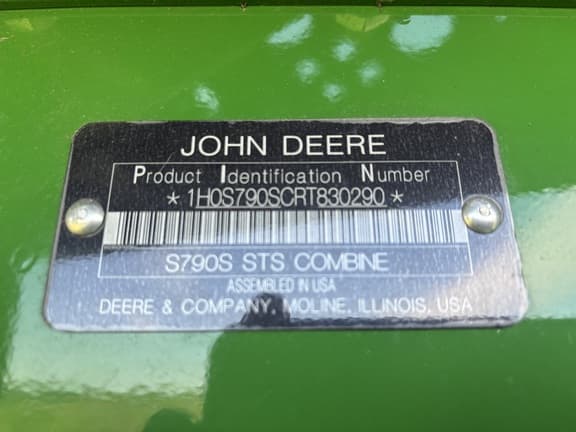 JOHN DEERE
Product Identification Number
*1H0S790SCRT830290*
S790S STS COMBINE
ASSEMBLED IN USA
DEERE & COMPANY, MOLINE, ILLINOIS, USA